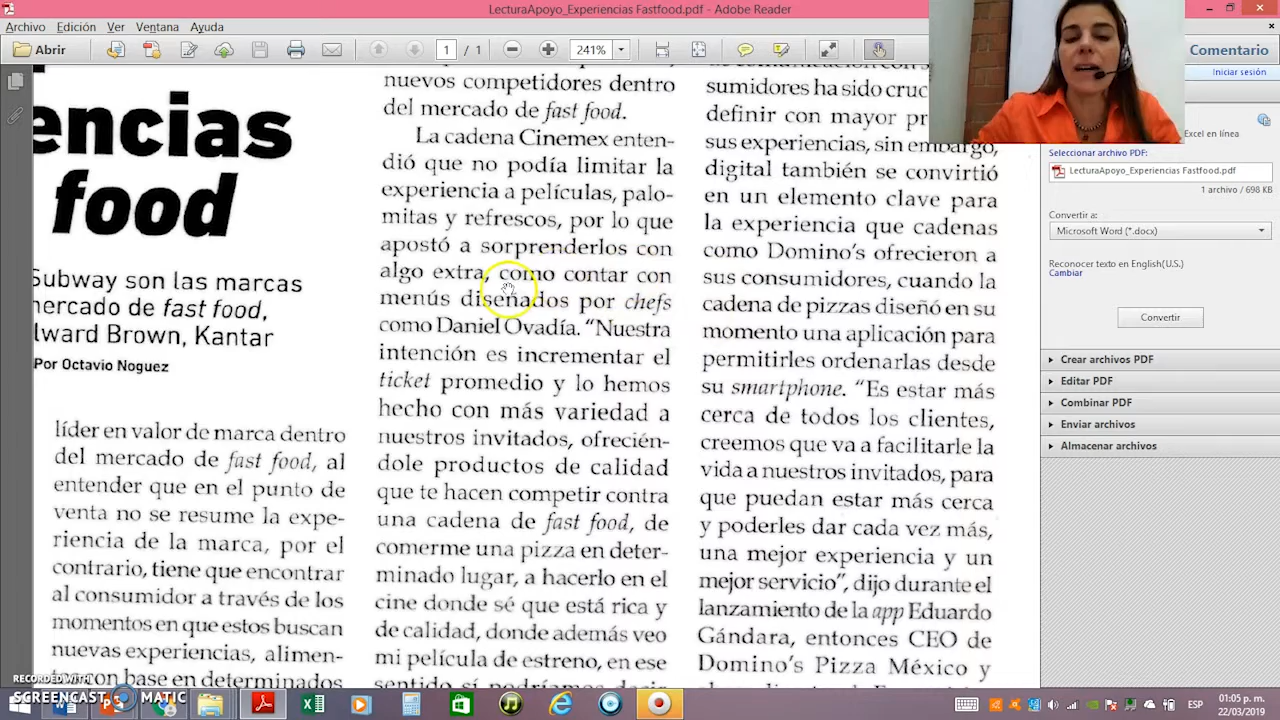 LecturaApoyo_Experiencias Fastfood.pdf - Adobe Reader
Archivo Edición Ver Ventana Ayuda
Abrir
1 / 1
241%
Comentario
Iniciar sesión
encias
food
Subway son las marcas
mercado de fast food,
lward Brown, Kantar
Por Octavio Noguez
líder en valor de marca dentro
del mercado de fast food, al
entender que en el punto de
venta no se resume la expe-
riencia de la marca, por el
contrario, tiene que encontrar
al consumidor a través de los
momentos en que estos buscan
nuevas experiencias, alimen-
tacon base en determinados
nuevos competidores dentro
del mercado de fast food.
La cadena Cinemex enten-
dió que no podía limitar la
experiencia a películas, palo-
mitas y refrescos, por lo que
apostó a sorprenderlos con
algo extra, como contar con
menús diseñados por chefs
como Daniel Ovadía. “Nuestra
intención es incrementar el
ticket promedio y lo hemos
hecho con más variedad a
nuestros invitados, ofrecién-
dole productos de calidad
que te hacen competir contra
una cadena de fast food, de
comerme una pizza en deter-
minado lugar, a hacerlo en el
cine donde sé que está rica y
de calidad, donde además veo
mi película de estreno, en ese
sentido sí podríamos decir
sumidores ha sido cruc
definir con mayor pr
sus experiencias, sin embargo,
digital también se convirtió
en un elemento clave para
la experiencia que cadenas
como Domino’s ofrecieron a
sus consumidores, cuando la
cadena de pizzas diseñó en su
momento una aplicación para
permitirles ordenarlas desde
su smartphone. “Es estar más
cerca de todos los clientes,
creemos que va a facilitarle la
vida a nuestros invitados, para
que puedan estar más cerca
y poderles dar cada vez más,
una mejor experiencia y un
mejor servicio”, dijo durante el
lanzamiento de la app Eduardo
Gándara, entonces CEO de
Domino’s Pizza México y
Excel en línea
Seleccionar archivo PDF:
LecturaApoyo_Experiencias Fastfood.pdf
1 archivo / 698 KB
Convertir a:
Microsoft Word (*.docx)
Reconocer texto en English(U.S.)
Cambiar
Convertir
Crear archivos PDF
Editar PDF
Combinar PDF
Enviar archivos
Almacenar archivos
RECORDED WITH
SCREENCAST MATIC
ESP
01:05 p. m.
22/03/2019